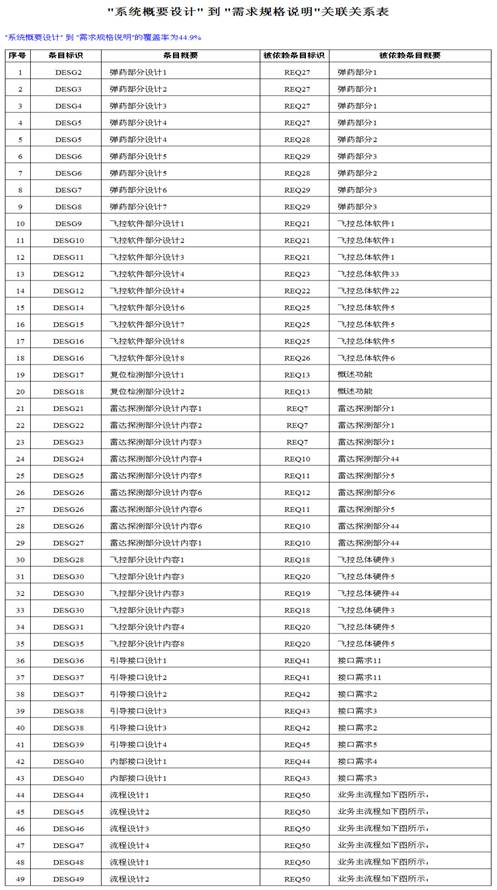 "系统概要设计" 到 "需求规格说明"关联关系表
"系统概要设计" 到 "需求规格说明"的覆盖率为44.9%
序号 条目标识 条目概要 被依赖条目标识 被依赖条目概要
1 DESG2 弹药部分设计1 REQ27 弹药部分1
2 DESG3 弹药部分设计2 REQ27 弹药部分1
3 DESG4 弹药部分设计3 REQ27 弹药部分1
4 DESG5 弹药部分设计4 REQ27 弹药部分1
5 DESG5 弹药部分设计4 REQ28 弹药部分2
6 DESG6 弹药部分设计5 REQ29 弹药部分3
7 DESG6 弹药部分设计5 REQ28 弹药部分2
8 DESG7 弹药部分设计6 REQ29 弹药部分3
9 DESG8 弹药部分设计7 REQ29 弹药部分3
10 DESG9 飞控软件部分设计1 REQ21 飞控总体软件1
11 DESG10 飞控软件部分设计2 REQ21 飞控总体软件1
12 DESG11 飞控软件部分设计3 REQ21 飞控总体软件1
13 DESG12 飞控软件部分设计4 REQ23 飞控总体软件33
14 DESG12 飞控软件部分设计4 REQ22 飞控总体软件22
15 DESG14 飞控软件部分设计6 REQ25 飞控总体软件5
16 DESG15 飞控软件部分设计7 REQ25 飞控总体软件5
17 DESG16 飞控软件部分设计8 REQ25 飞控总体软件5
18 DESG16 飞控软件部分设计8 REQ26 飞控总体软件6
19 DESG17 复位检测部分设计1 REQ13 概述功能
20 DESG18 复位检测部分设计2 REQ13 概述功能
21 DESG21 雷达探测部分设计内容1 REQ7 雷达探测部分1
22 DESG22 雷达探测部分设计内容2 REQ7 雷达探测部分1
23 DESG23 雷达探测部分设计内容3 REQ7 雷达探测部分1
24 DESG24 雷达探测部分设计内容4 REQ10 雷达探测部分44
25 DESG25 雷达探测部分设计内容5 REQ11 雷达探测部分5
26 DESG26 雷达探测部分设计内容6 REQ12 雷达探测部分6
27 DESG26 雷达探测部分设计内容6 REQ11 雷达探测部分5
28 DESG26 雷达探测部分设计内容6 REQ10 雷达探测部分44
29 DESG27 雷达探测部分设计内容1 REQ10 雷达探测部分44
30 DESG28 飞控部分设计内容1 REQ18 飞控总体硬件3
31 DESG30 飞控部分设计内容3 REQ20 飞控总体硬件5
32 DESG30 飞控部分设计内容3 REQ19 飞控总体硬件44
33 DESG30 飞控部分设计内容3 REQ18 飞控总体硬件3
34 DESG31 飞控部分设计内容4 REQ20 飞控总体硬件5
35 DESG35 飞控部分设计内容8 REQ20 飞控总体硬件5
36 DESG36 引导接口设计1 REQ41 接口需求11
37 DESG37 引导接口设计2 REQ41 接口需求11
38 DESG37 引导接口设计2 REQ42 接口需求2
39 DESG38 引导接口设计3 REQ43 接口需求3
40 DESG38 引导接口设计3 REQ42 接口需求2
41 DESG39 引导接口设计4 REQ45 接口需求5
42 DESG40 内部接口设计1 REQ44 接口需求4
43 DESG40 内部接口设计1 REQ43 接口需求3
44 DESG44 流程设计1 REQ50 业务主流程如下图所示,
45 DESG45 流程设计2 REQ50 业务主流程如下图所示,
46 DESG46 流程设计3 REQ50 业务主流程如下图所示,
47 DESG47 流程设计4 REQ50 业务主流程如下图所示,
48 DESG48 流程设计1 REQ50 业务主流程如下图所示,
49 DESG49 流程设计2 REQ50 业务主流程如下图所示,